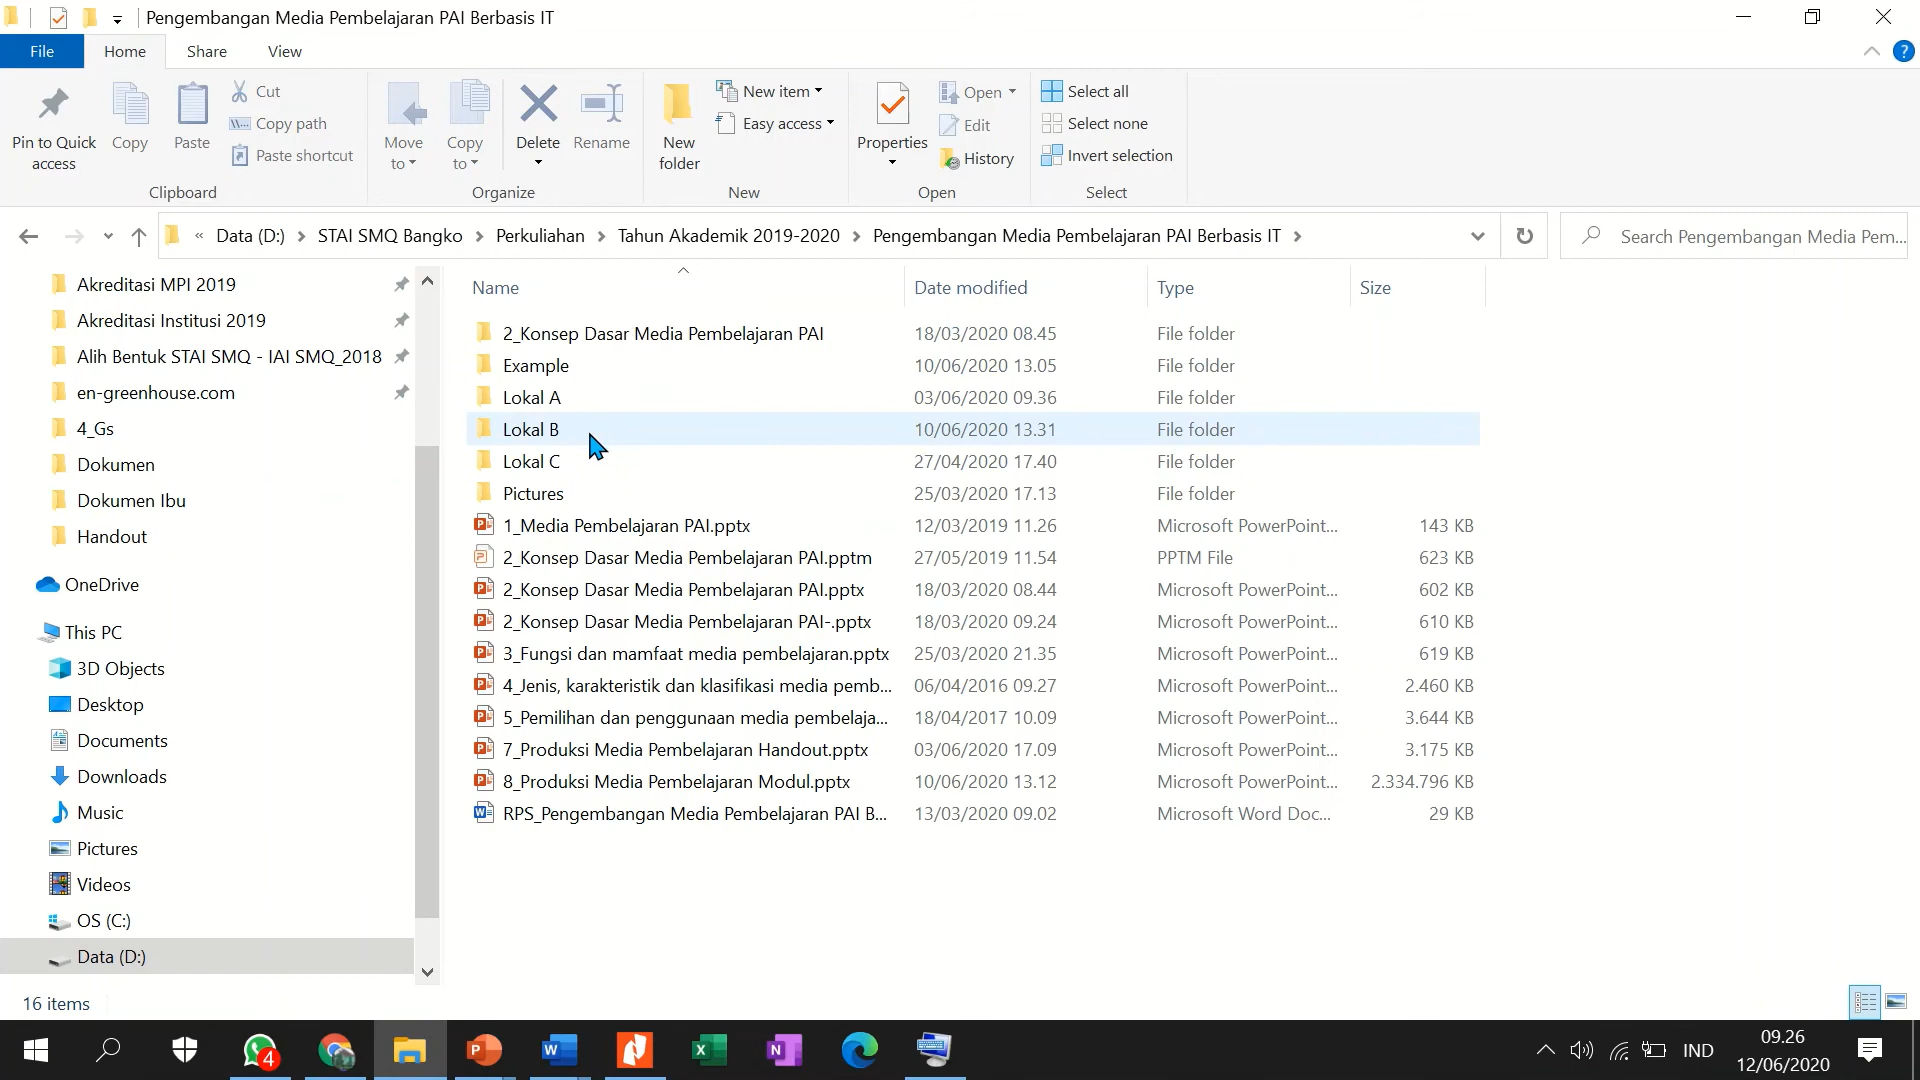 Pengembangan Media Pembelajaran PAI Berbasis IT
File Home Share View
Pin to Quick access
Copy
Paste
Cut
Copy path
Paste shortcut
Clipboard
Move to
Copy to
Delete
Rename
Organize
New folder
New item
Easy access
New
Properties
Open
Edit
History
Open
Select all
Select none
Invert selection
Select
« Data (D:) > STAI SMQ Bangko > Perkuliahan > Tahun Akademik 2019-2020 > Pengembangan Media Pembelajaran PAI Berbasis IT >
Search Pengembangan Media Pem...
Akreditasi MPI 2019
Akreditasi Institusi 2019
Alih Bentuk STAI SMQ - IAI SMQ_2018
en-greenhouse.com
4_Gs
Dokumen
Dokumen Ibu
Handout
OneDrive
This PC
3D Objects
Desktop
Documents
Downloads
Music
Pictures
Videos
OS (C:)
Data (D:)
Name Date modified Type Size
2_Konsep Dasar Media Pembelajaran PAI 18/03/2020 08.45 File folder
Example 10/06/2020 13.05 File folder
Lokal A 03/06/2020 09.36 File folder
Lokal B 10/06/2020 13.31 File folder
Lokal C 27/04/2020 17.40 File folder
Pictures 25/03/2020 17.13 File folder
1_Media Pembelajaran PAI.pptx 12/03/2019 11.26 Microsoft PowerPoint... 143 KB
2_Konsep Dasar Media Pembelajaran PAI.pptm 27/05/2019 11.54 PPTM File 623 KB
2_Konsep Dasar Media Pembelajaran PAI.pptx 18/03/2020 08.44 Microsoft PowerPoint... 602 KB
2_Konsep Dasar Media Pembelajaran PAI-.pptx 18/03/2020 09.24 Microsoft PowerPoint... 610 KB
3_Fungsi dan mamfaat media pembelajaran.pptx 25/03/2020 21.35 Microsoft PowerPoint... 619 KB
4_Jenis, karakteristik dan klasifikasi media pemb... 06/04/2016 09.27 Microsoft PowerPoint... 2.460 KB
5_Pemilihan dan penggunaan media pembelaja... 18/04/2017 10.09 Microsoft PowerPoint... 3.644 KB
7_Produksi Media Pembelajaran Handout.pptx 03/06/2020 17.09 Microsoft PowerPoint... 3.175 KB
8_Produksi Media Pembelajaran Modul.pptx 10/06/2020 13.12 Microsoft PowerPoint... 2.334.796 KB
RPS_Pengembangan Media Pembelajaran PAI B... 13/03/2020 09.02 Microsoft Word Doc... 29 KB
16 items
4
IND
09.26
12/06/2020